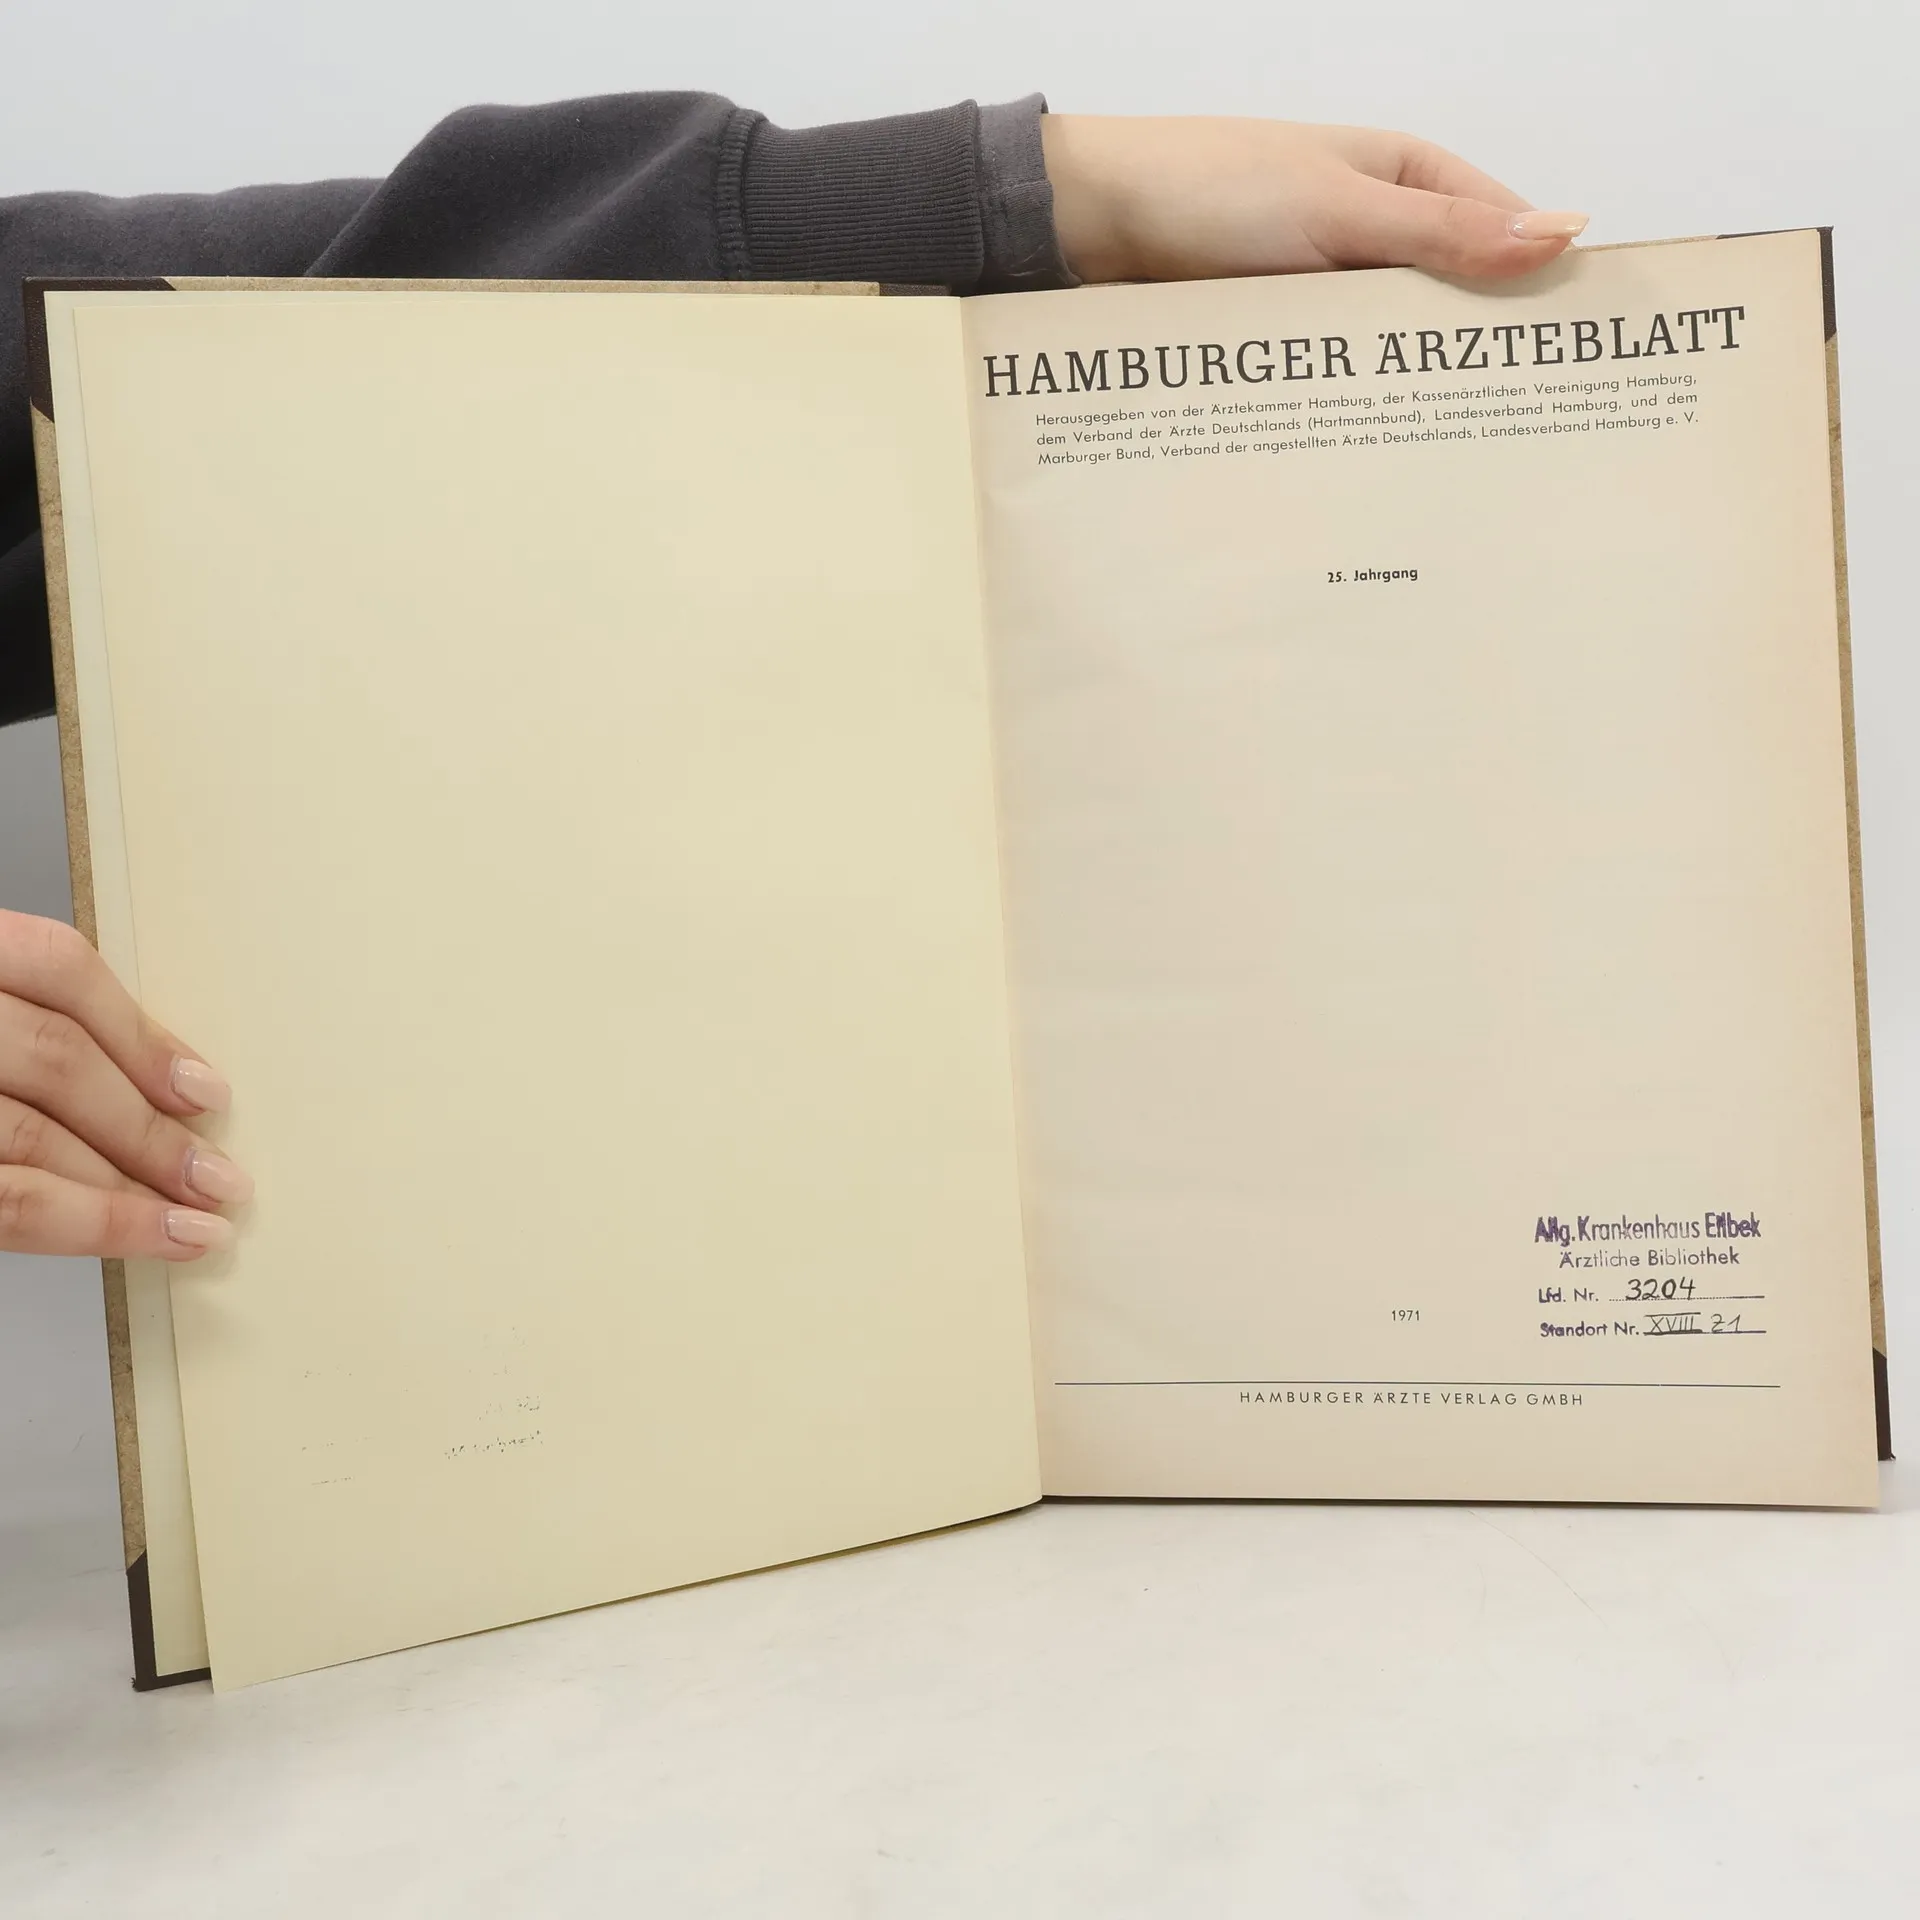 HAMBURGER ÄRZTEBLATT
Herausgegeben von der Ärztekammer Hamburg, der Kassenärztlichen Vereinigung Hamburg,
dem Verband der Ärzte Deutschlands (Hartmannbund), Landesverband Hamburg, und dem
Marburger Bund, Verband der angestellten Ärzte Deutschlands, Landesverband Hamburg e. V.
25. Jahrgang
Allg. Krankenhaus Eilbek
Ärztliche Bibliothek
Lfd. Nr. 3204
Standort Nr. XVIII Z1
1971
HAMBURGER ÄRZTE VERLAG GMBH